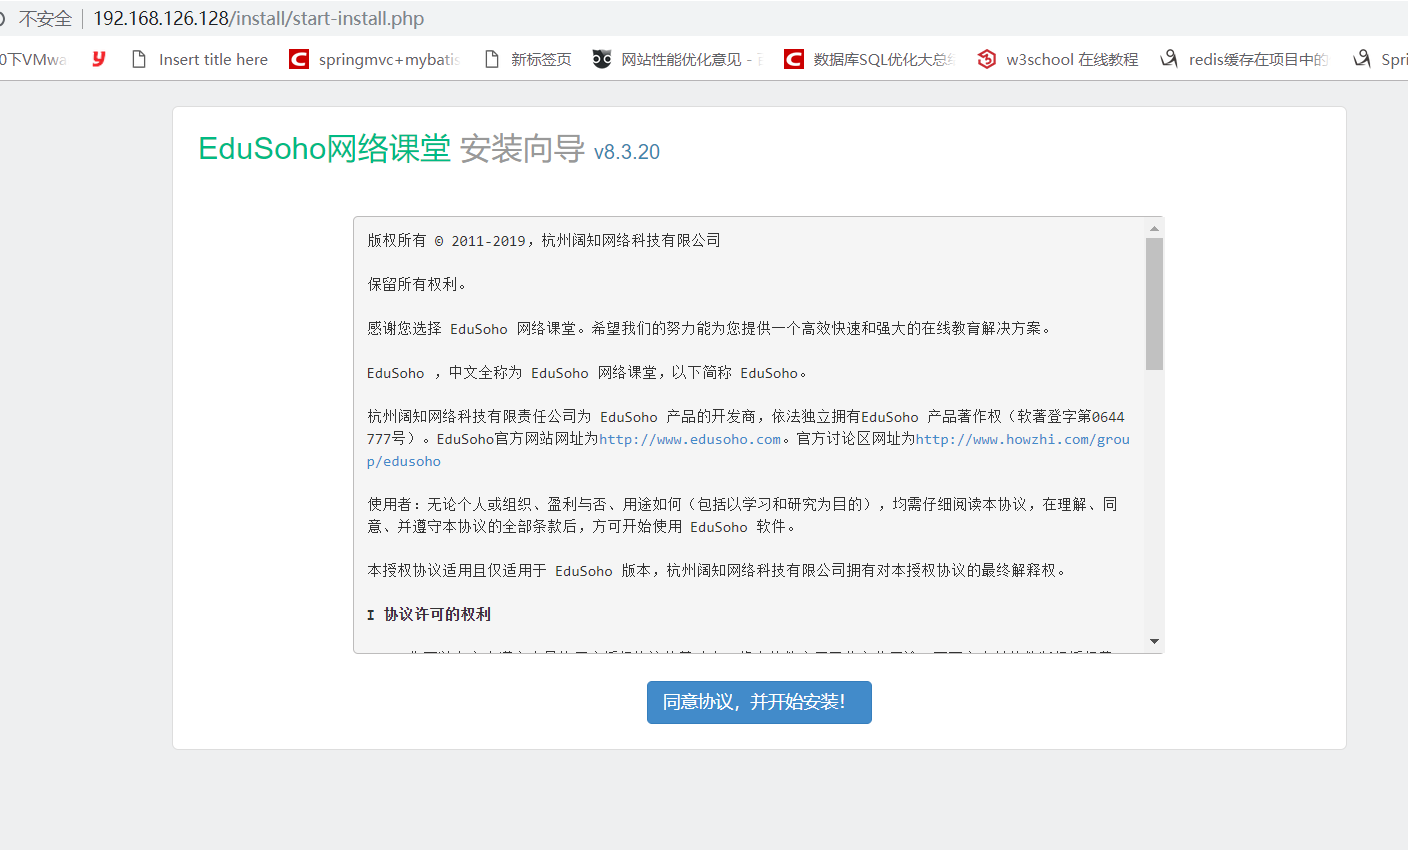 不安全 192.168.126.128/install/start-install.php
0下VMwa Insert title here springmvc+mybatis 新标签页 网站性能优化意见 - 数据库SQL优化大总结 w3school 在线教程 redis缓存在项目中的 Spri
EduSoho网络课堂 安装向导 v8.3.20
版权所有 © 2011-2019，杭州阔知网络科技有限公司
保留所有权利。
感谢您选择 EduSoho 网络课堂。希望我们的努力能为您提供一个高效快速和强大的在线教育解决方案。
EduSoho ，中文全称为 EduSoho 网络课堂，以下简称 EduSoho。
杭州阔知网络科技有限责任公司为 EduSoho 产品的开发商，依法独立拥有EduSoho 产品著作权（软著登字第0644
777号）。EduSoho官方网站网址为http://www.edusoho.com。官方讨论区网址为http://www.howzhi.com/grou
p/edusoho
使用者：无论个人或组织、盈利与否、用途如何（包括以学习和研究为目的），均需仔细阅读本协议，在理解、同
意、并遵守本协议的全部条款后，方可开始使用 EduSoho 软件。
本授权协议适用且仅适用于 EduSoho 版本，杭州阔知网络科技有限公司拥有对本授权协议的最终解释权。
I 协议许可的权利
同意协议，并开始安装！